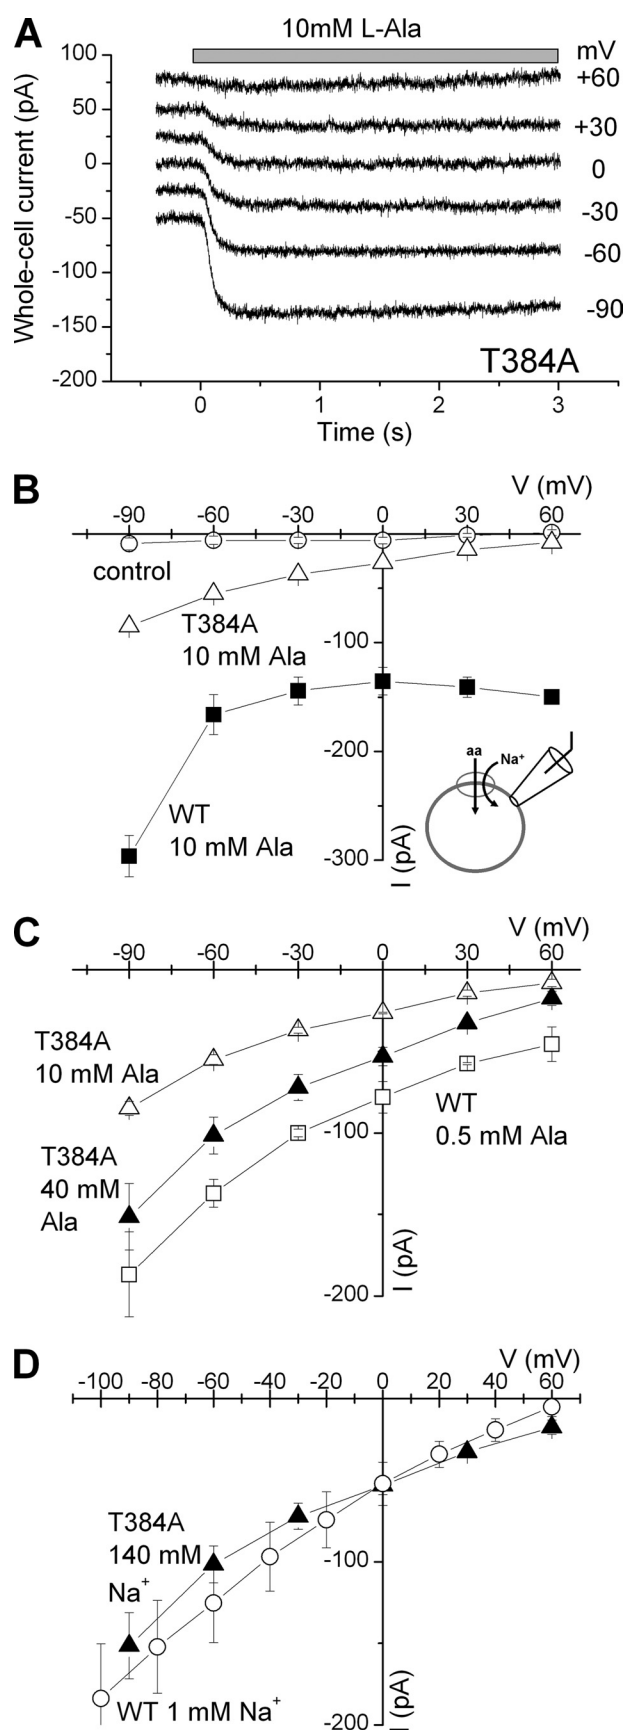 A
10mM L-Ala
mV
Whole-cell current (pA)
100
50
0
-50
-100
-150
-200
+60
+30
0
-30
-60
-90
T384A
0 1 2 3
Time (s)
B
V (mV)
-90 -60 -30 0 30 60
control
T384A
10 mM Ala
-100
-200
-300
WT
10 mM Ala
aa
Na+
I (pA)
C
V (mV)
-90 -60 -30 0 30 60
T384A
10 mM Ala
WT
0.5 mM Ala
-100
T384A
40 mM
Ala
-200
I (pA)
D
V (mV)
-100 -80 -60 -40 -20 0 20 40 60
T384A
140 mM
Na+
-100
WT 1 mM Na+
-200
I (pA)